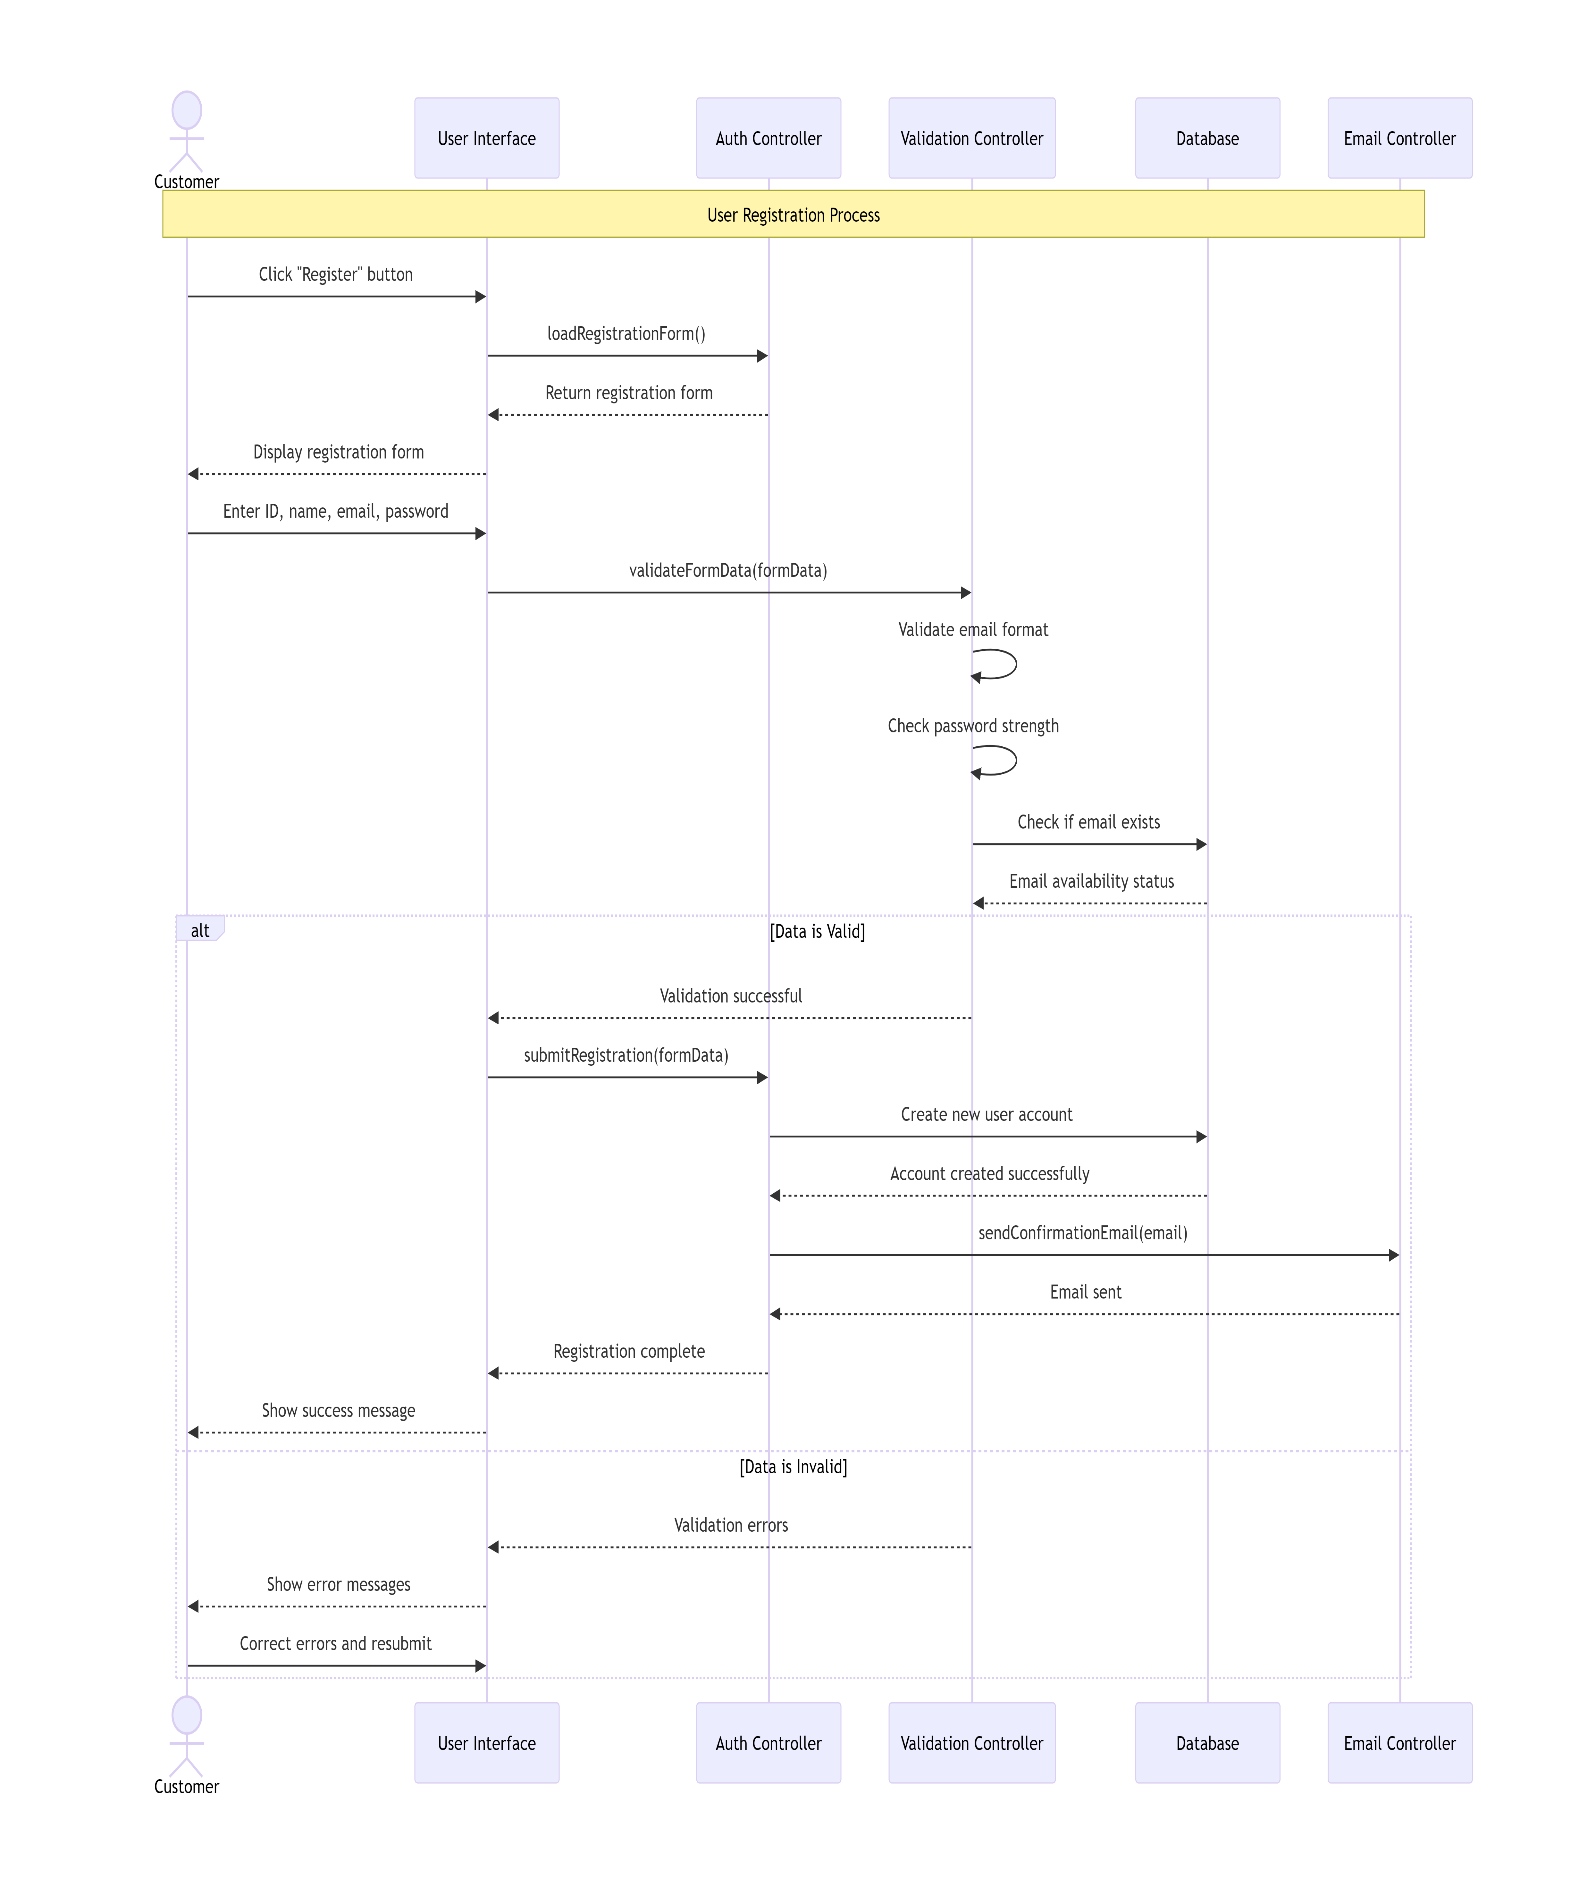 Customer
User Interface
Auth Controller
Validation Controller
Database
Email Controller
User Registration Process
Click "Register" button
loadRegistrationForm()
Return registration form
Display registration form
Enter ID, name, email, password
validateFormData(formData)
Validate email format
Check password strength
Check if email exists
Email availability status
alt
[Data is Valid]
Validation successful
submitRegistration(formData)
Create new user account
Account created successfully
sendConfirmationEmail(email)
Email sent
Registration complete
Show success message
[Data is Invalid]
Validation errors
Show error messages
Correct errors and resubmit
Customer
User Interface
Auth Controller
Validation Controller
Database
Email Controller